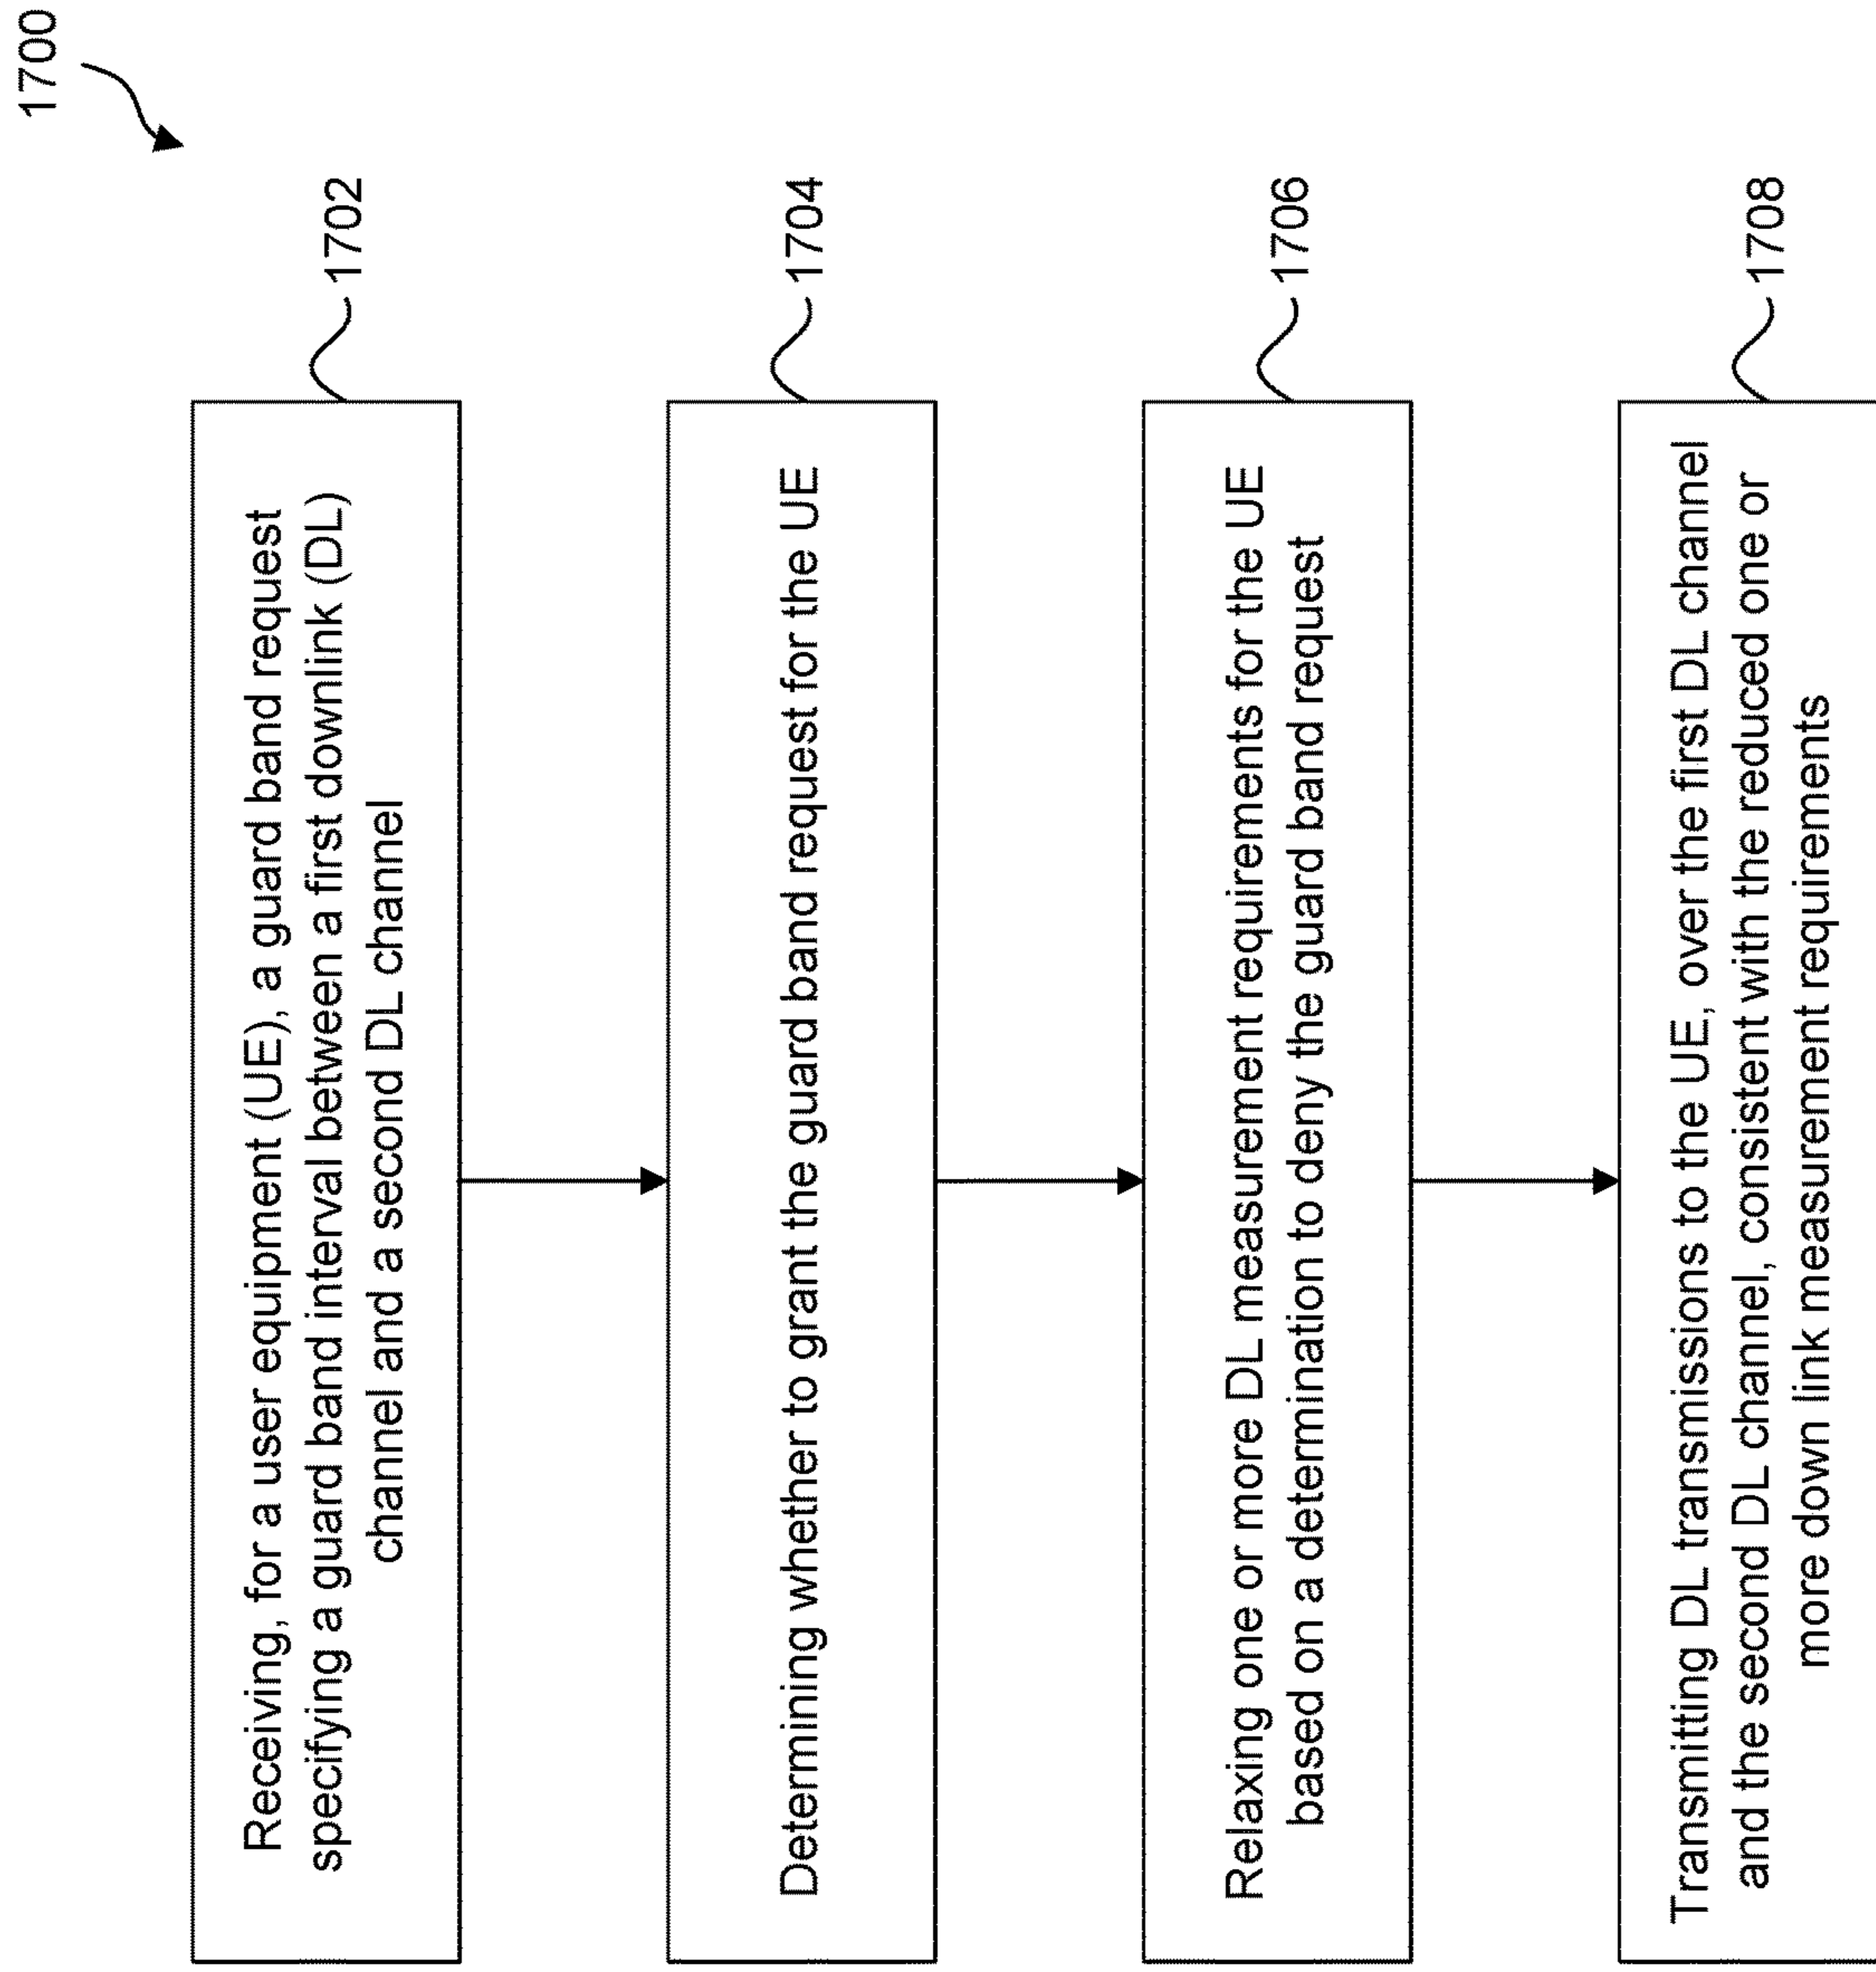 1700
Receiving, for a user equipment (UE), a guard band request
specifying a guard band interval between a first downlink (DL)
channel and a second DL channel
1702
Determining whether to grant the guard band request for the UE
1704
Relaxing one or more DL measurement requirements for the UE
based on a determination to deny the guard band request
1706
Transmitting DL transmissions to the UE, over the first DL channel
and the second DL channel, consistent with the reduced one or
more down link measurement requirements
1708